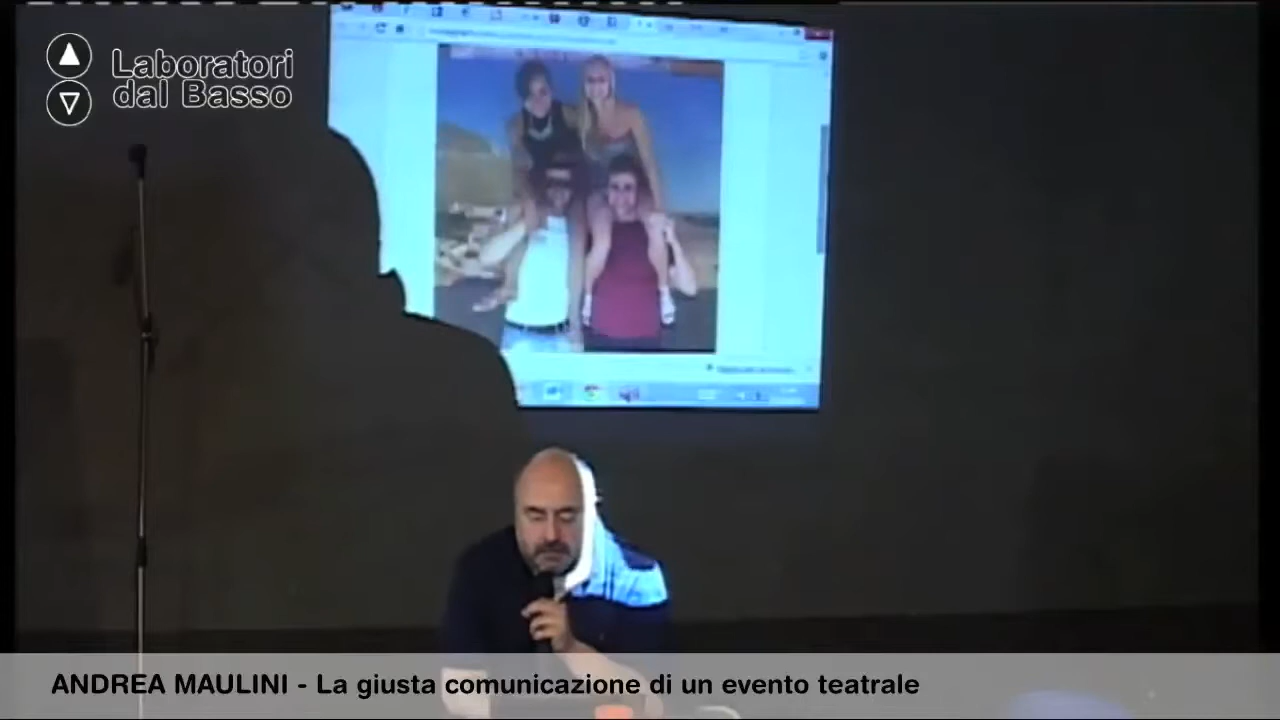 Laboratori
dal Basso
ANDREA MAULINI - La giusta comunicazione di un evento teatrale